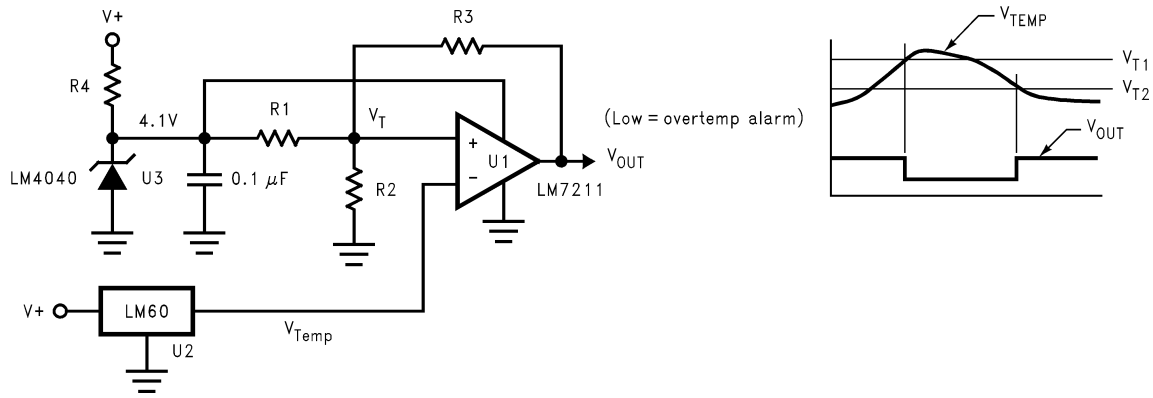 V+
R3
R4
4.1V
R1
V_T
+
−
U1
R2
LM4040
U3
0.1 μF
LM7211
(Low = overtemp alarm)
V_OUT
V+
LM60
U2
V_Temp
V_TEMP
V_T1
V_T2
V_OUT